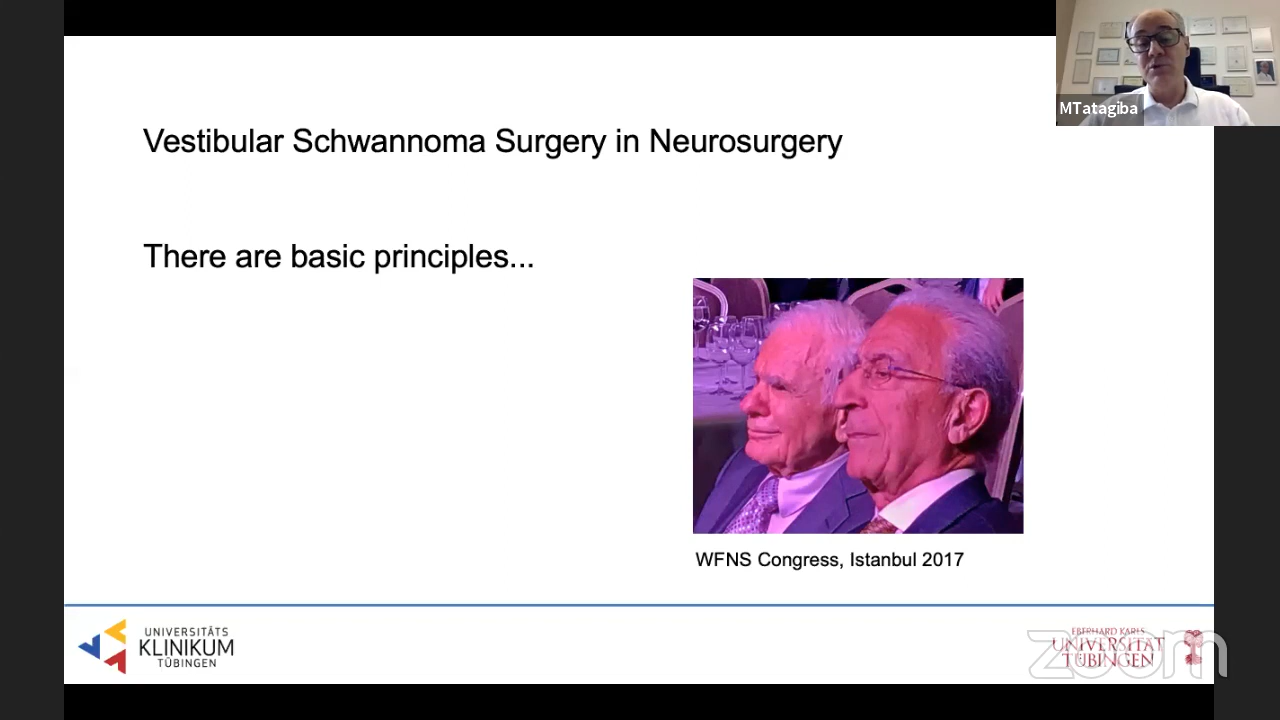 MTatagiba
Vestibular Schwannoma Surgery in Neurosurgery
There are basic principles...
WFNS Congress, Istanbul 2017
UNIVERSITÄTS
KLINIKUM
TÜBINGEN
EBERHARD KARLS
UNIVERSITÄT
TÜBINGEN
zoom